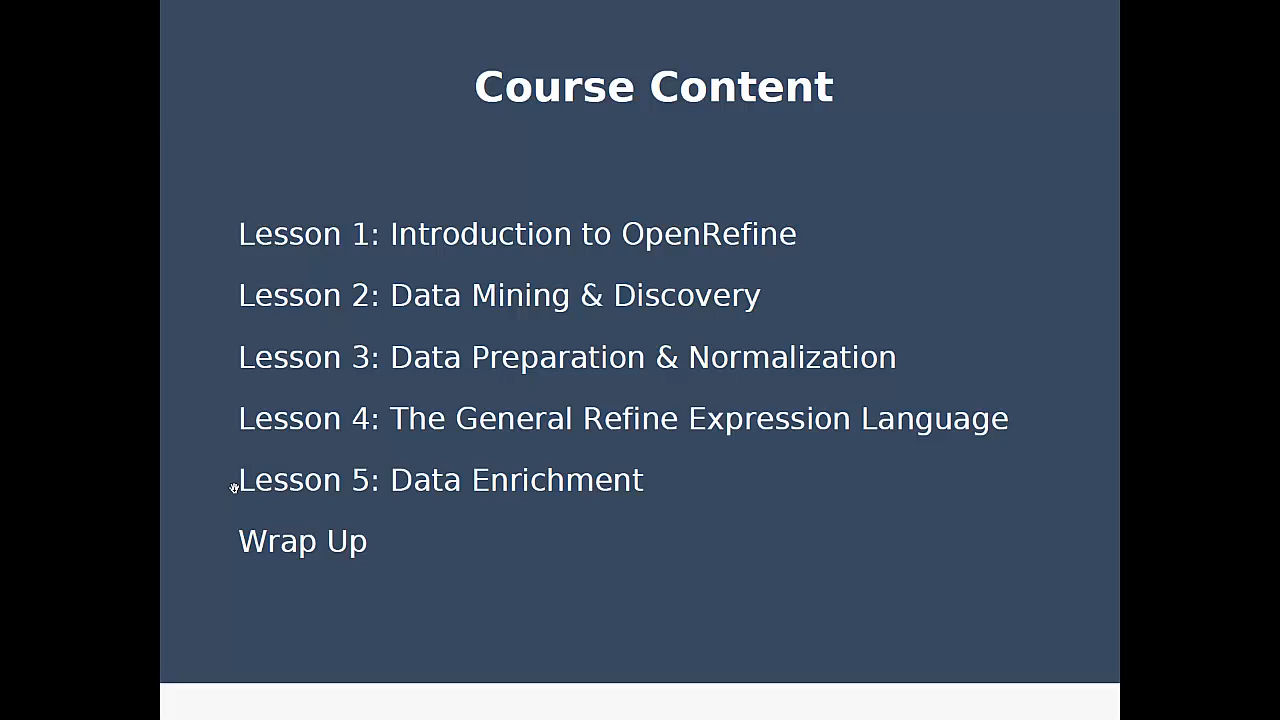 Course Content
Lesson 1: Introduction to OpenRefine
Lesson 2: Data Mining & Discovery
Lesson 3: Data Preparation & Normalization
Lesson 4: The General Refine Expression Language
Lesson 5: Data Enrichment
Wrap Up